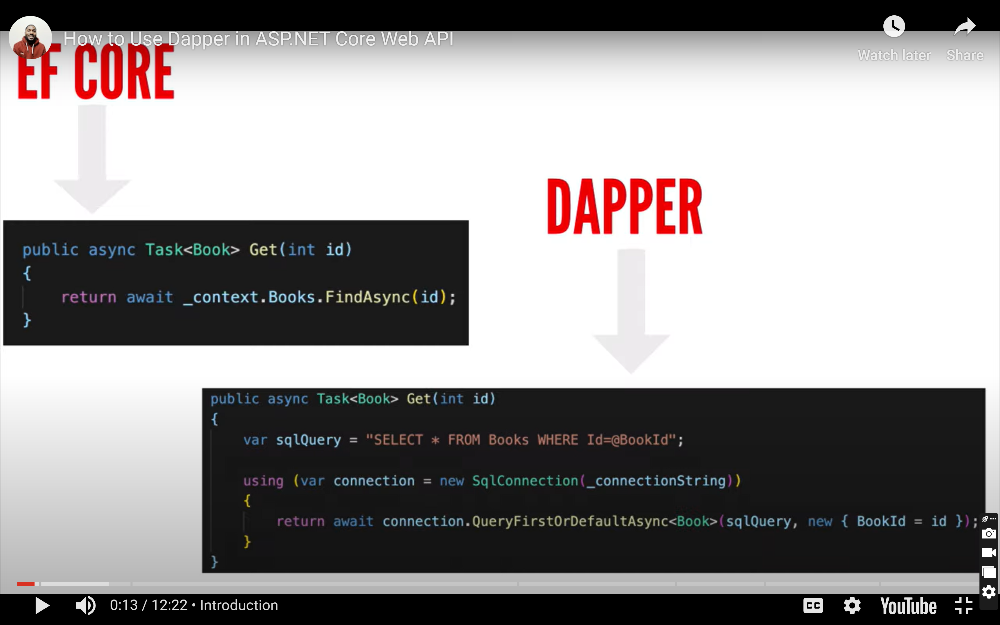 How to Use Dapper in ASP.NET Core Web API
Watch later
Share
EF CORE
public async Task<Book> Get(int id)
{
    return await _context.Books.FindAsync(id);
}
DAPPER
public async Task<Book> Get(int id)
{
    var sqlQuery = "SELECT * FROM Books WHERE Id=@BookId";
    using (var connection = new SqlConnection(_connectionString))
    {
        return await connection.QueryFirstOrDefaultAsync<Book>(sqlQuery, new { BookId = id });
    }
}
0:13 / 12:22 • Introduction
CC
YouTube